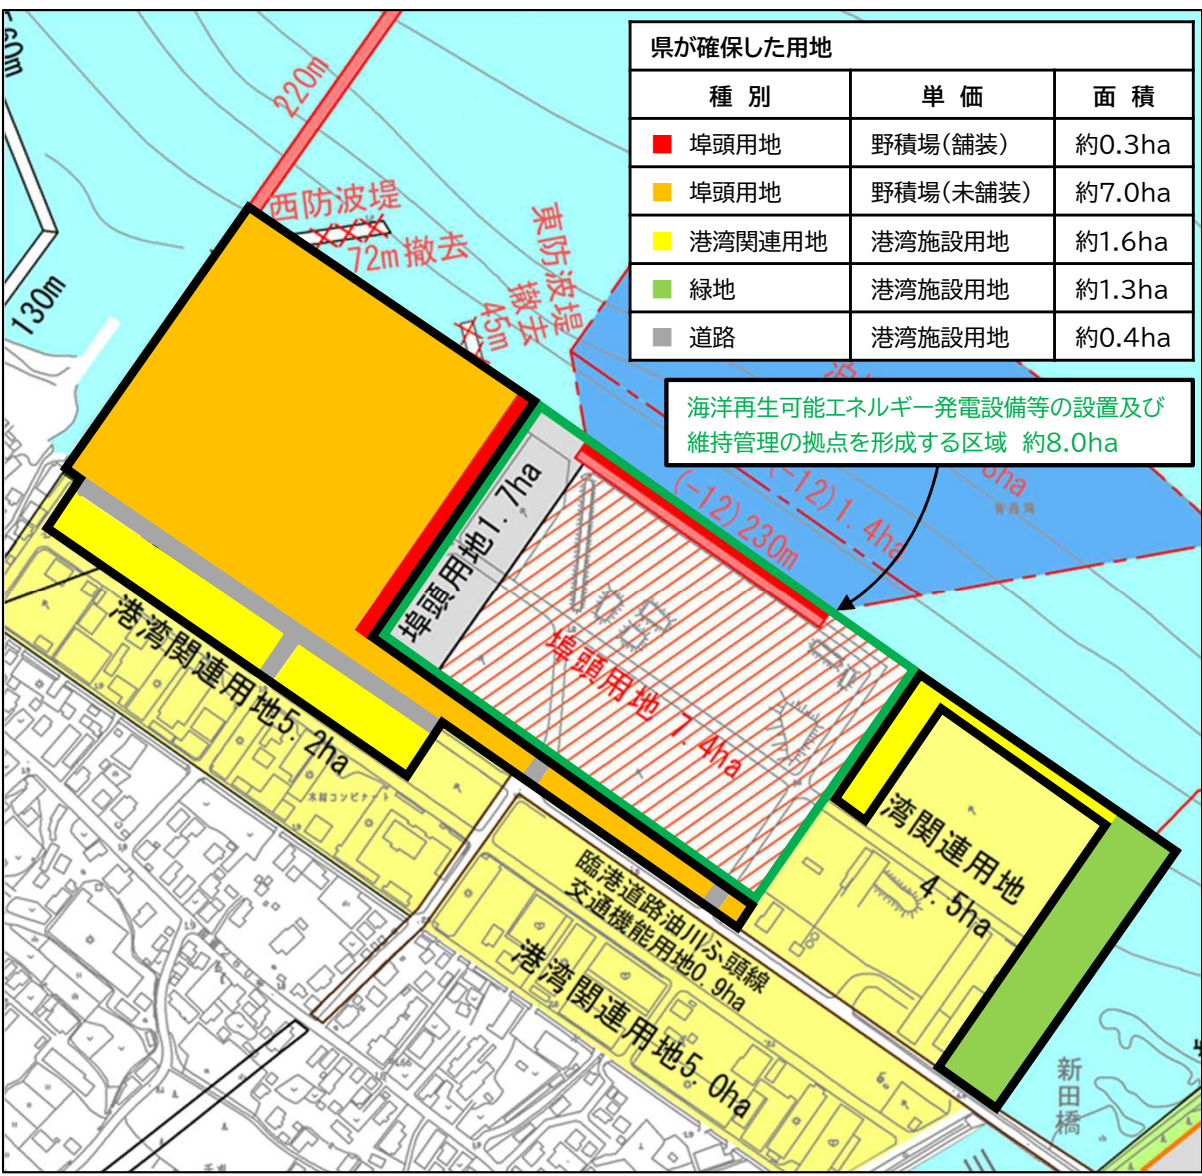 県が確保した用地
種 別 単 価 面 積
埠頭用地 野積場(舗装) 約0.3ha
埠頭用地 野積場(未舗装) 約7.0ha
港湾関連用地 港湾施設用地 約1.6ha
緑地 港湾施設用地 約1.3ha
道路 港湾施設用地 約0.4ha
海洋再生可能エネルギー発電設備等の設置及び
維持管理の拠点を形成する区域 約8.0ha
220m
130m
西防波堤
72m撤去
東防波堤
撤去
45m
(-12)1.4ha
(-12)230m
埠頭用地1.7ha
埠頭用地 7.4ha
港湾関連用地5.2ha
木材コンビナート
湾関連用地
4.5ha
臨港道路油川ふ頭線
交通機能用地0.9ha
港湾関連用地5.0ha
新田橋